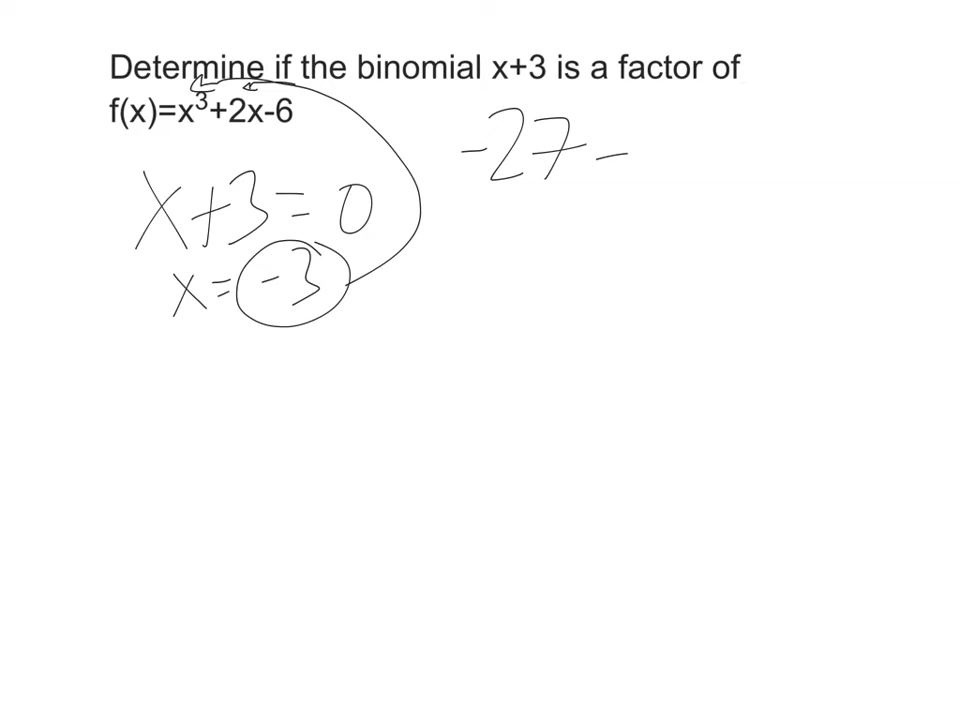 Determine if the binomial x+3 is a factor of
f(x)=x³+2x-6
-27 -
x+3=0
x=-3